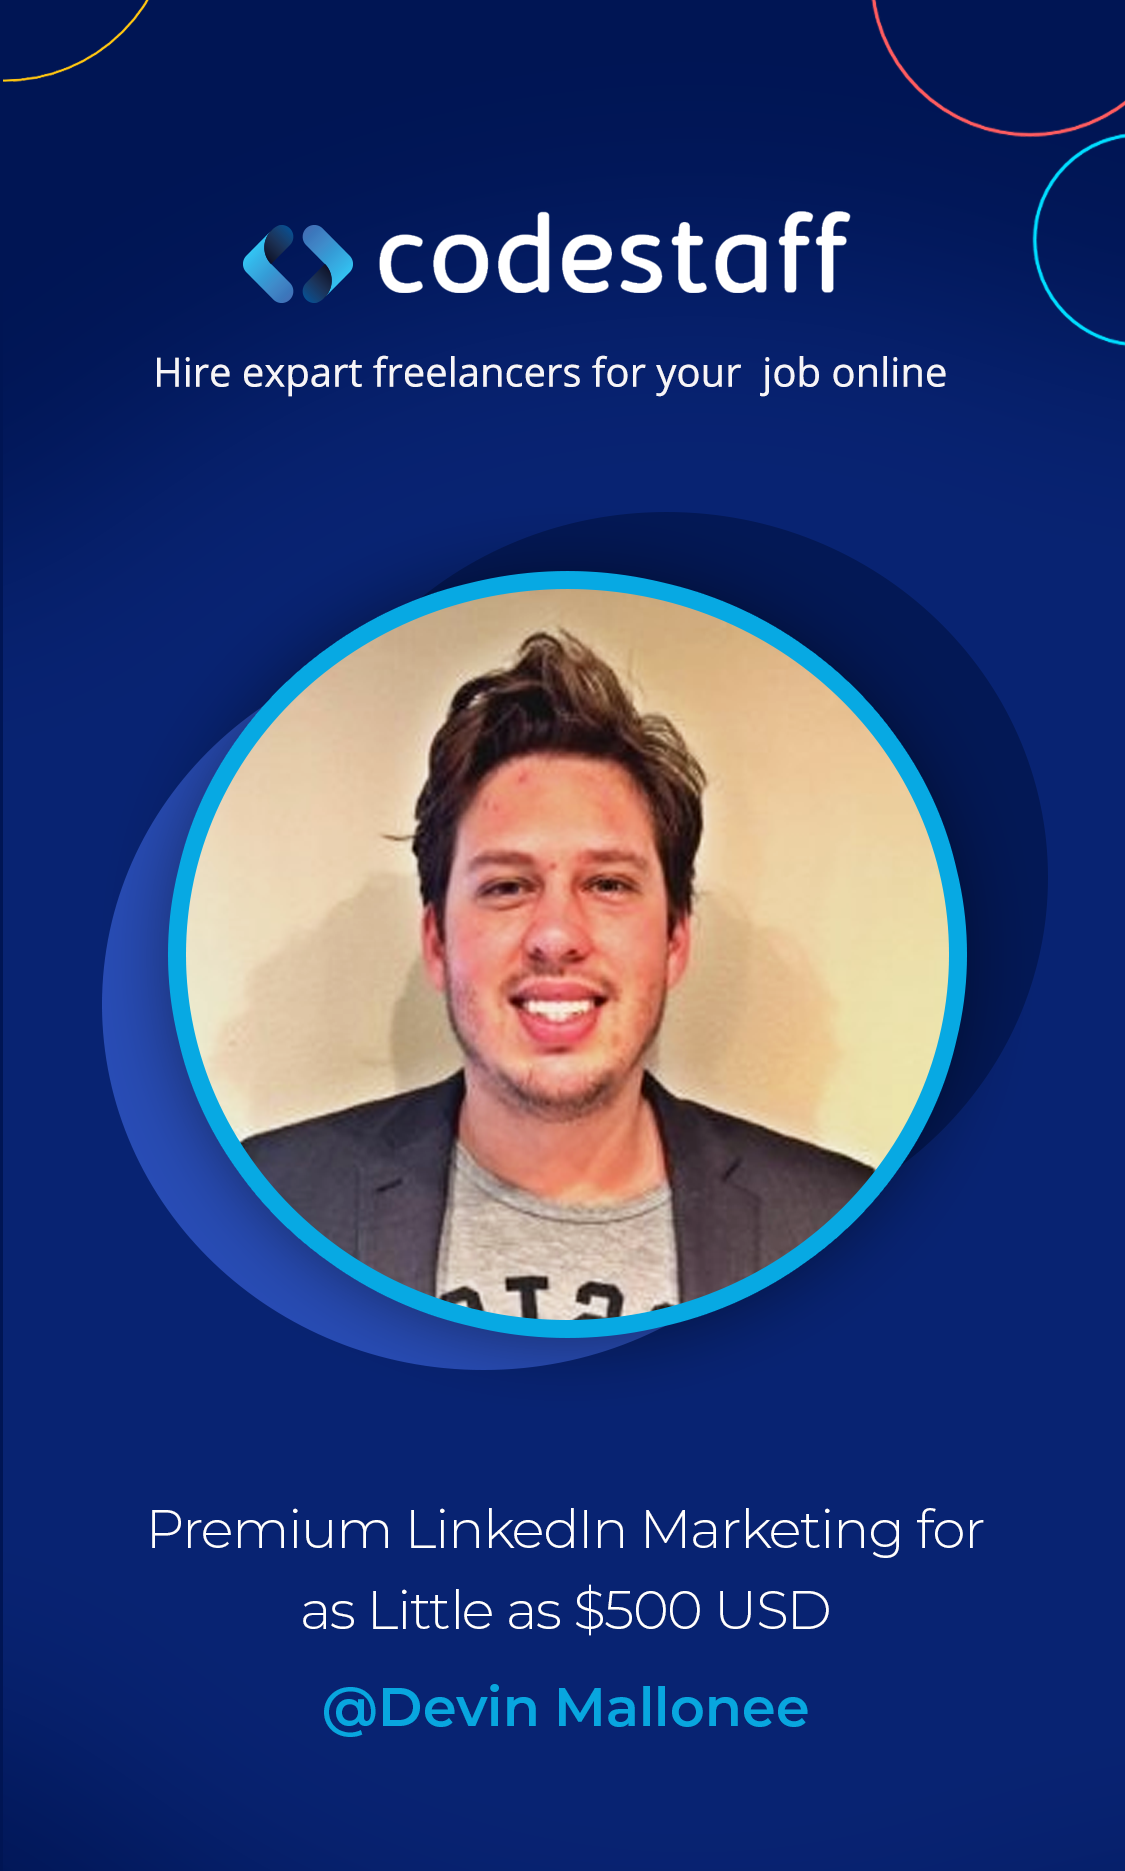 codestaff
Hire expart freelancers for your job online
Premium LinkedIn Marketing for
as Little as $500 USD
@Devin Mallonee